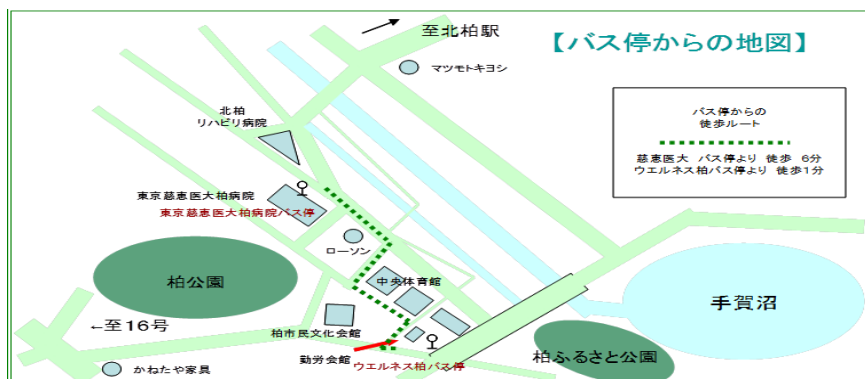 至北柏駅
【バス停からの地図】
マツモトキヨシ
北柏
リハビリ病院
バス停からの
徒歩ルート
慈恵医大 バス停より 徒歩 6分
ウエルネス柏バス停より 徒歩1分
東京慈恵医大柏病院
東京慈恵医大柏病院バス停
ローソン
柏公園
中央体育館
手賀沼
←至16号
柏市民文化会館
勤労会館
ウエルネス柏バス停
柏ふるさと公園
かねたや家具